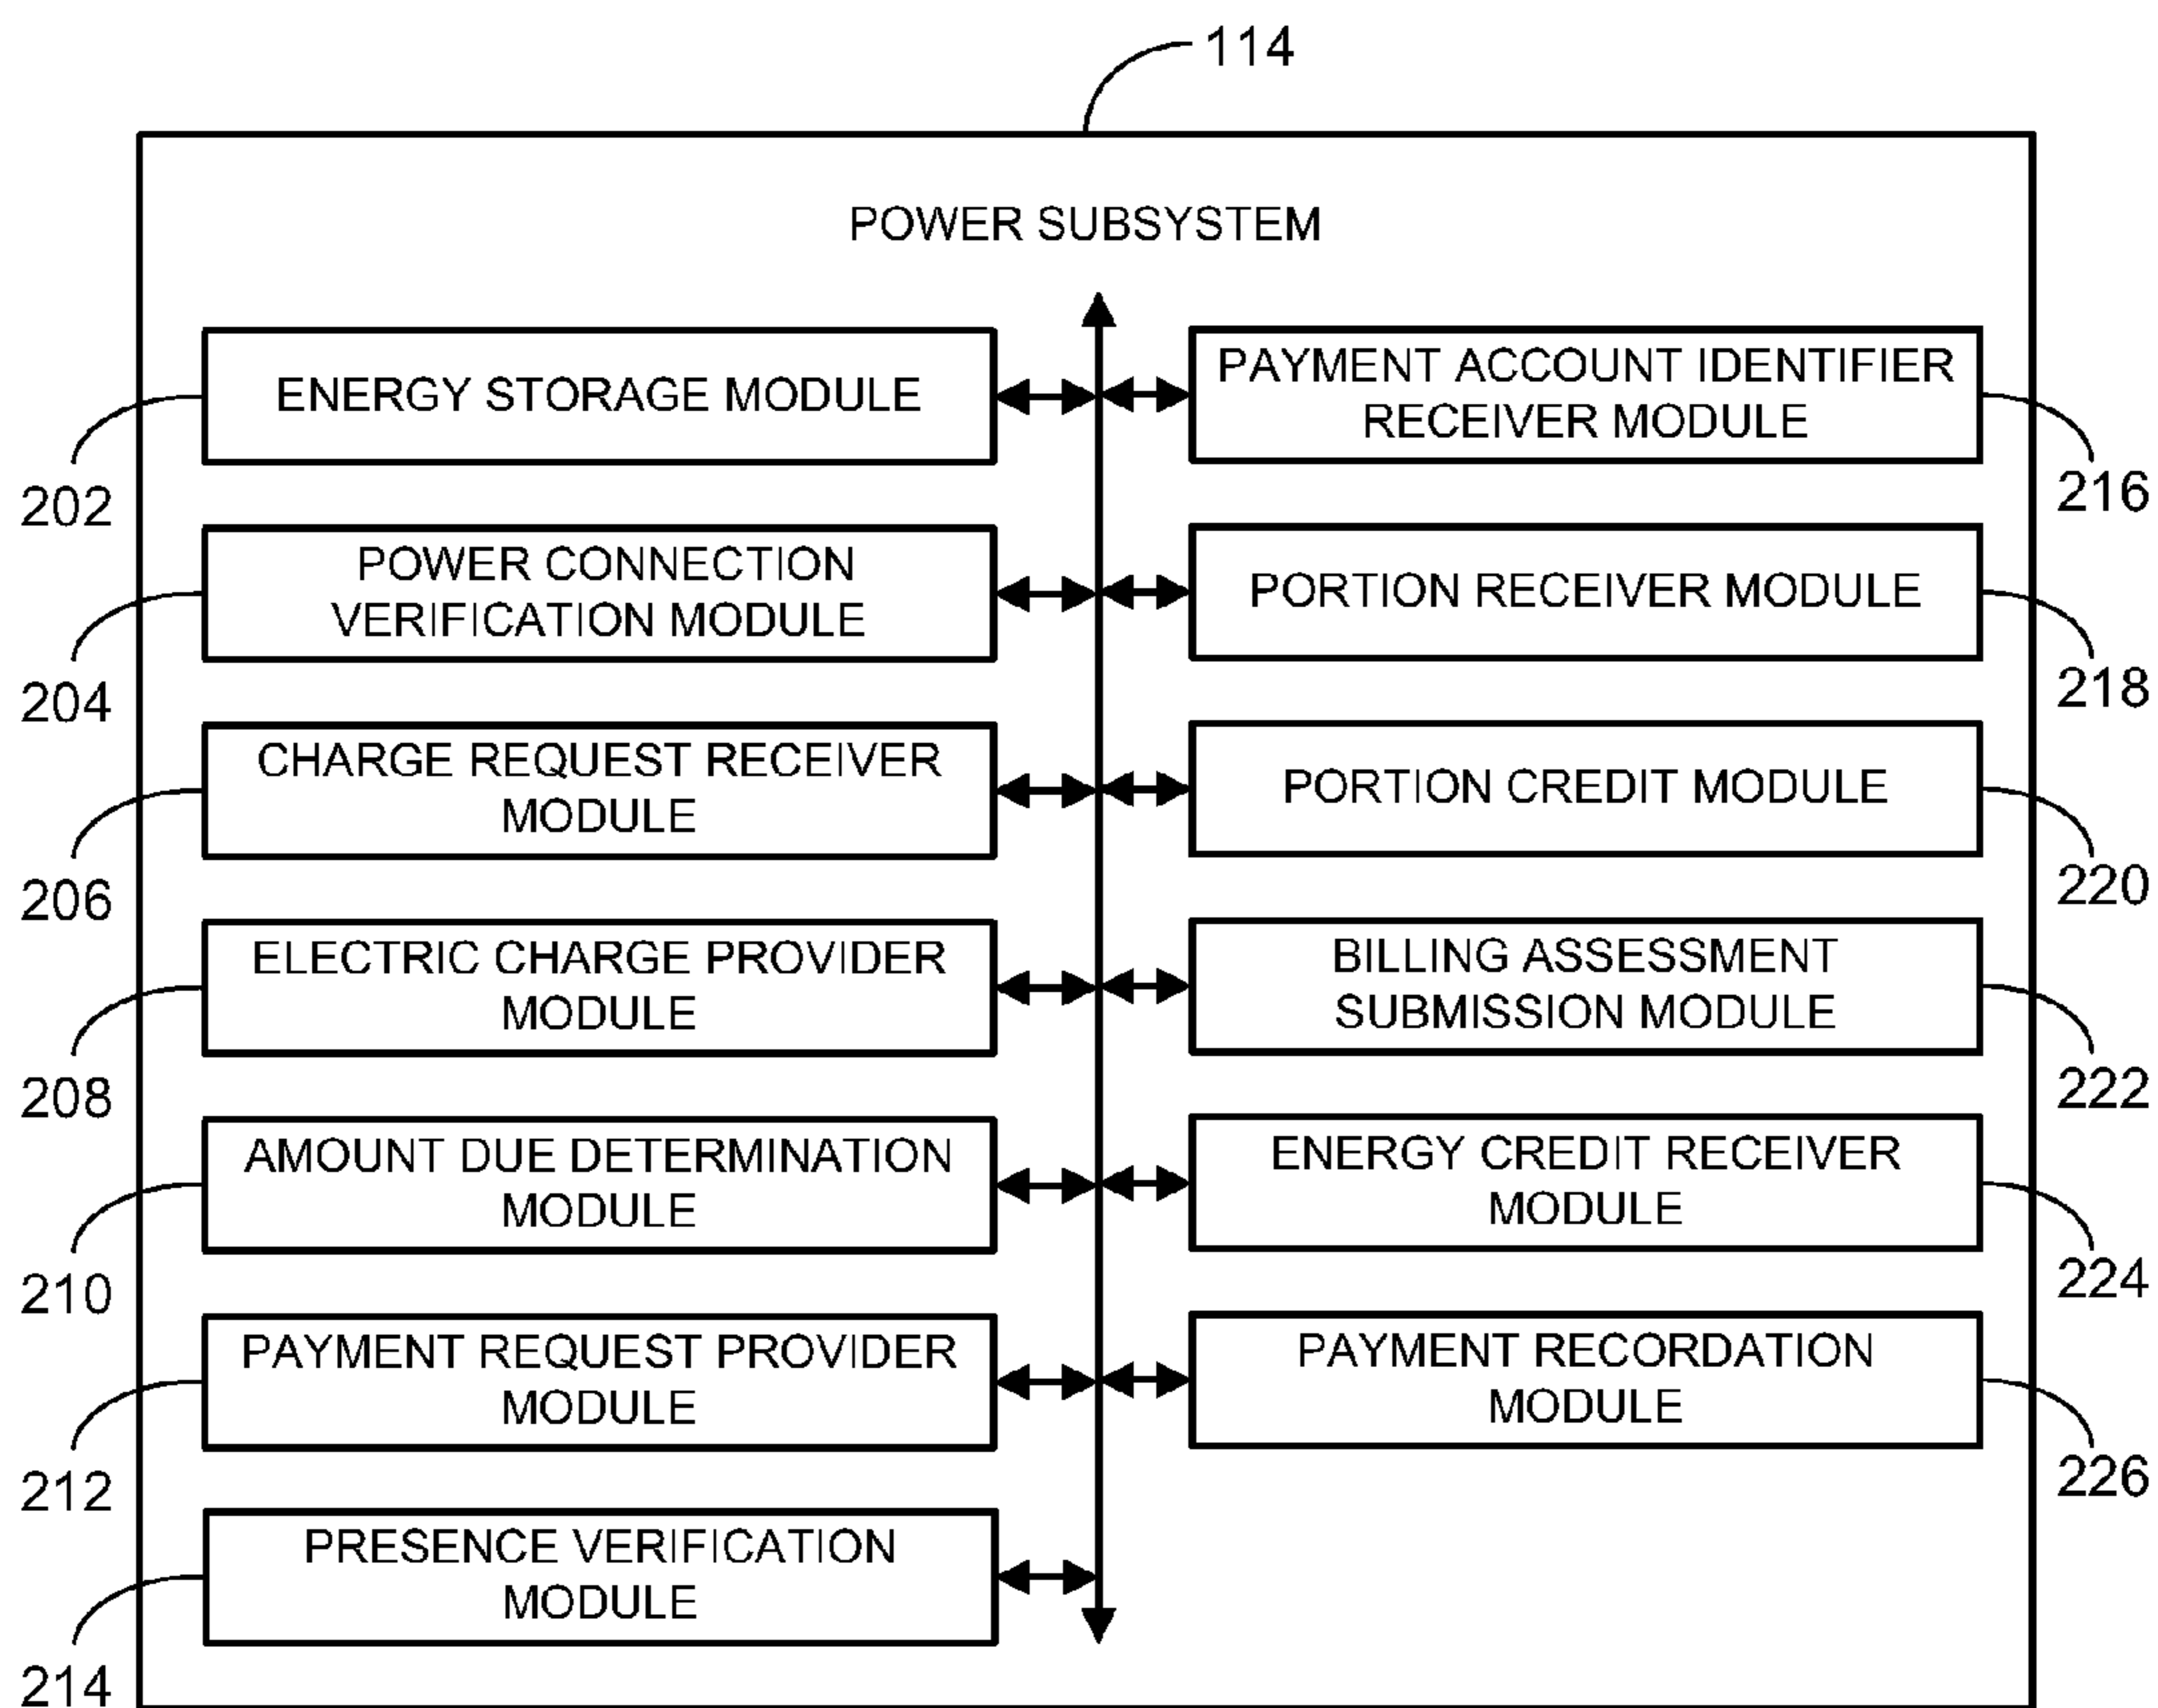 114
POWER SUBSYSTEM
ENERGY STORAGE MODULE
202
POWER CONNECTION
VERIFICATION MODULE
204
CHARGE REQUEST RECEIVER
MODULE
206
ELECTRIC CHARGE PROVIDER
MODULE
208
AMOUNT DUE DETERMINATION
MODULE
210
PAYMENT REQUEST PROVIDER
MODULE
212
PRESENCE VERIFICATION
MODULE
214
PAYMENT ACCOUNT IDENTIFIER
RECEIVER MODULE
216
PORTION RECEIVER MODULE
218
PORTION CREDIT MODULE
220
BILLING ASSESSMENT
SUBMISSION MODULE
222
ENERGY CREDIT RECEIVER
MODULE
224
PAYMENT RECORDATION
MODULE
226